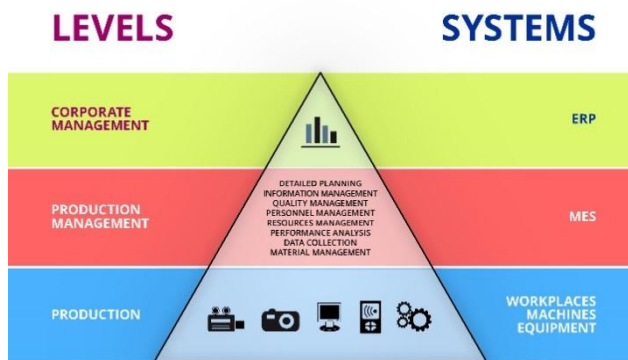 LEVELS
SYSTEMS
CORPORATE
MANAGEMENT
ERP
DETAILED PLANNING
INFORMATION MANAGEMENT
QUALITY MANAGEMENT
PERSONNEL MANAGEMENT
RESOURCES MANAGEMENT
PERFORMANCE ANALYSIS
DATA COLLECTION
MATERIAL MANAGEMENT
PRODUCTION
MANAGEMENT
MES
PRODUCTION
WORKPLACES
MACHINES
EQUIPMENT